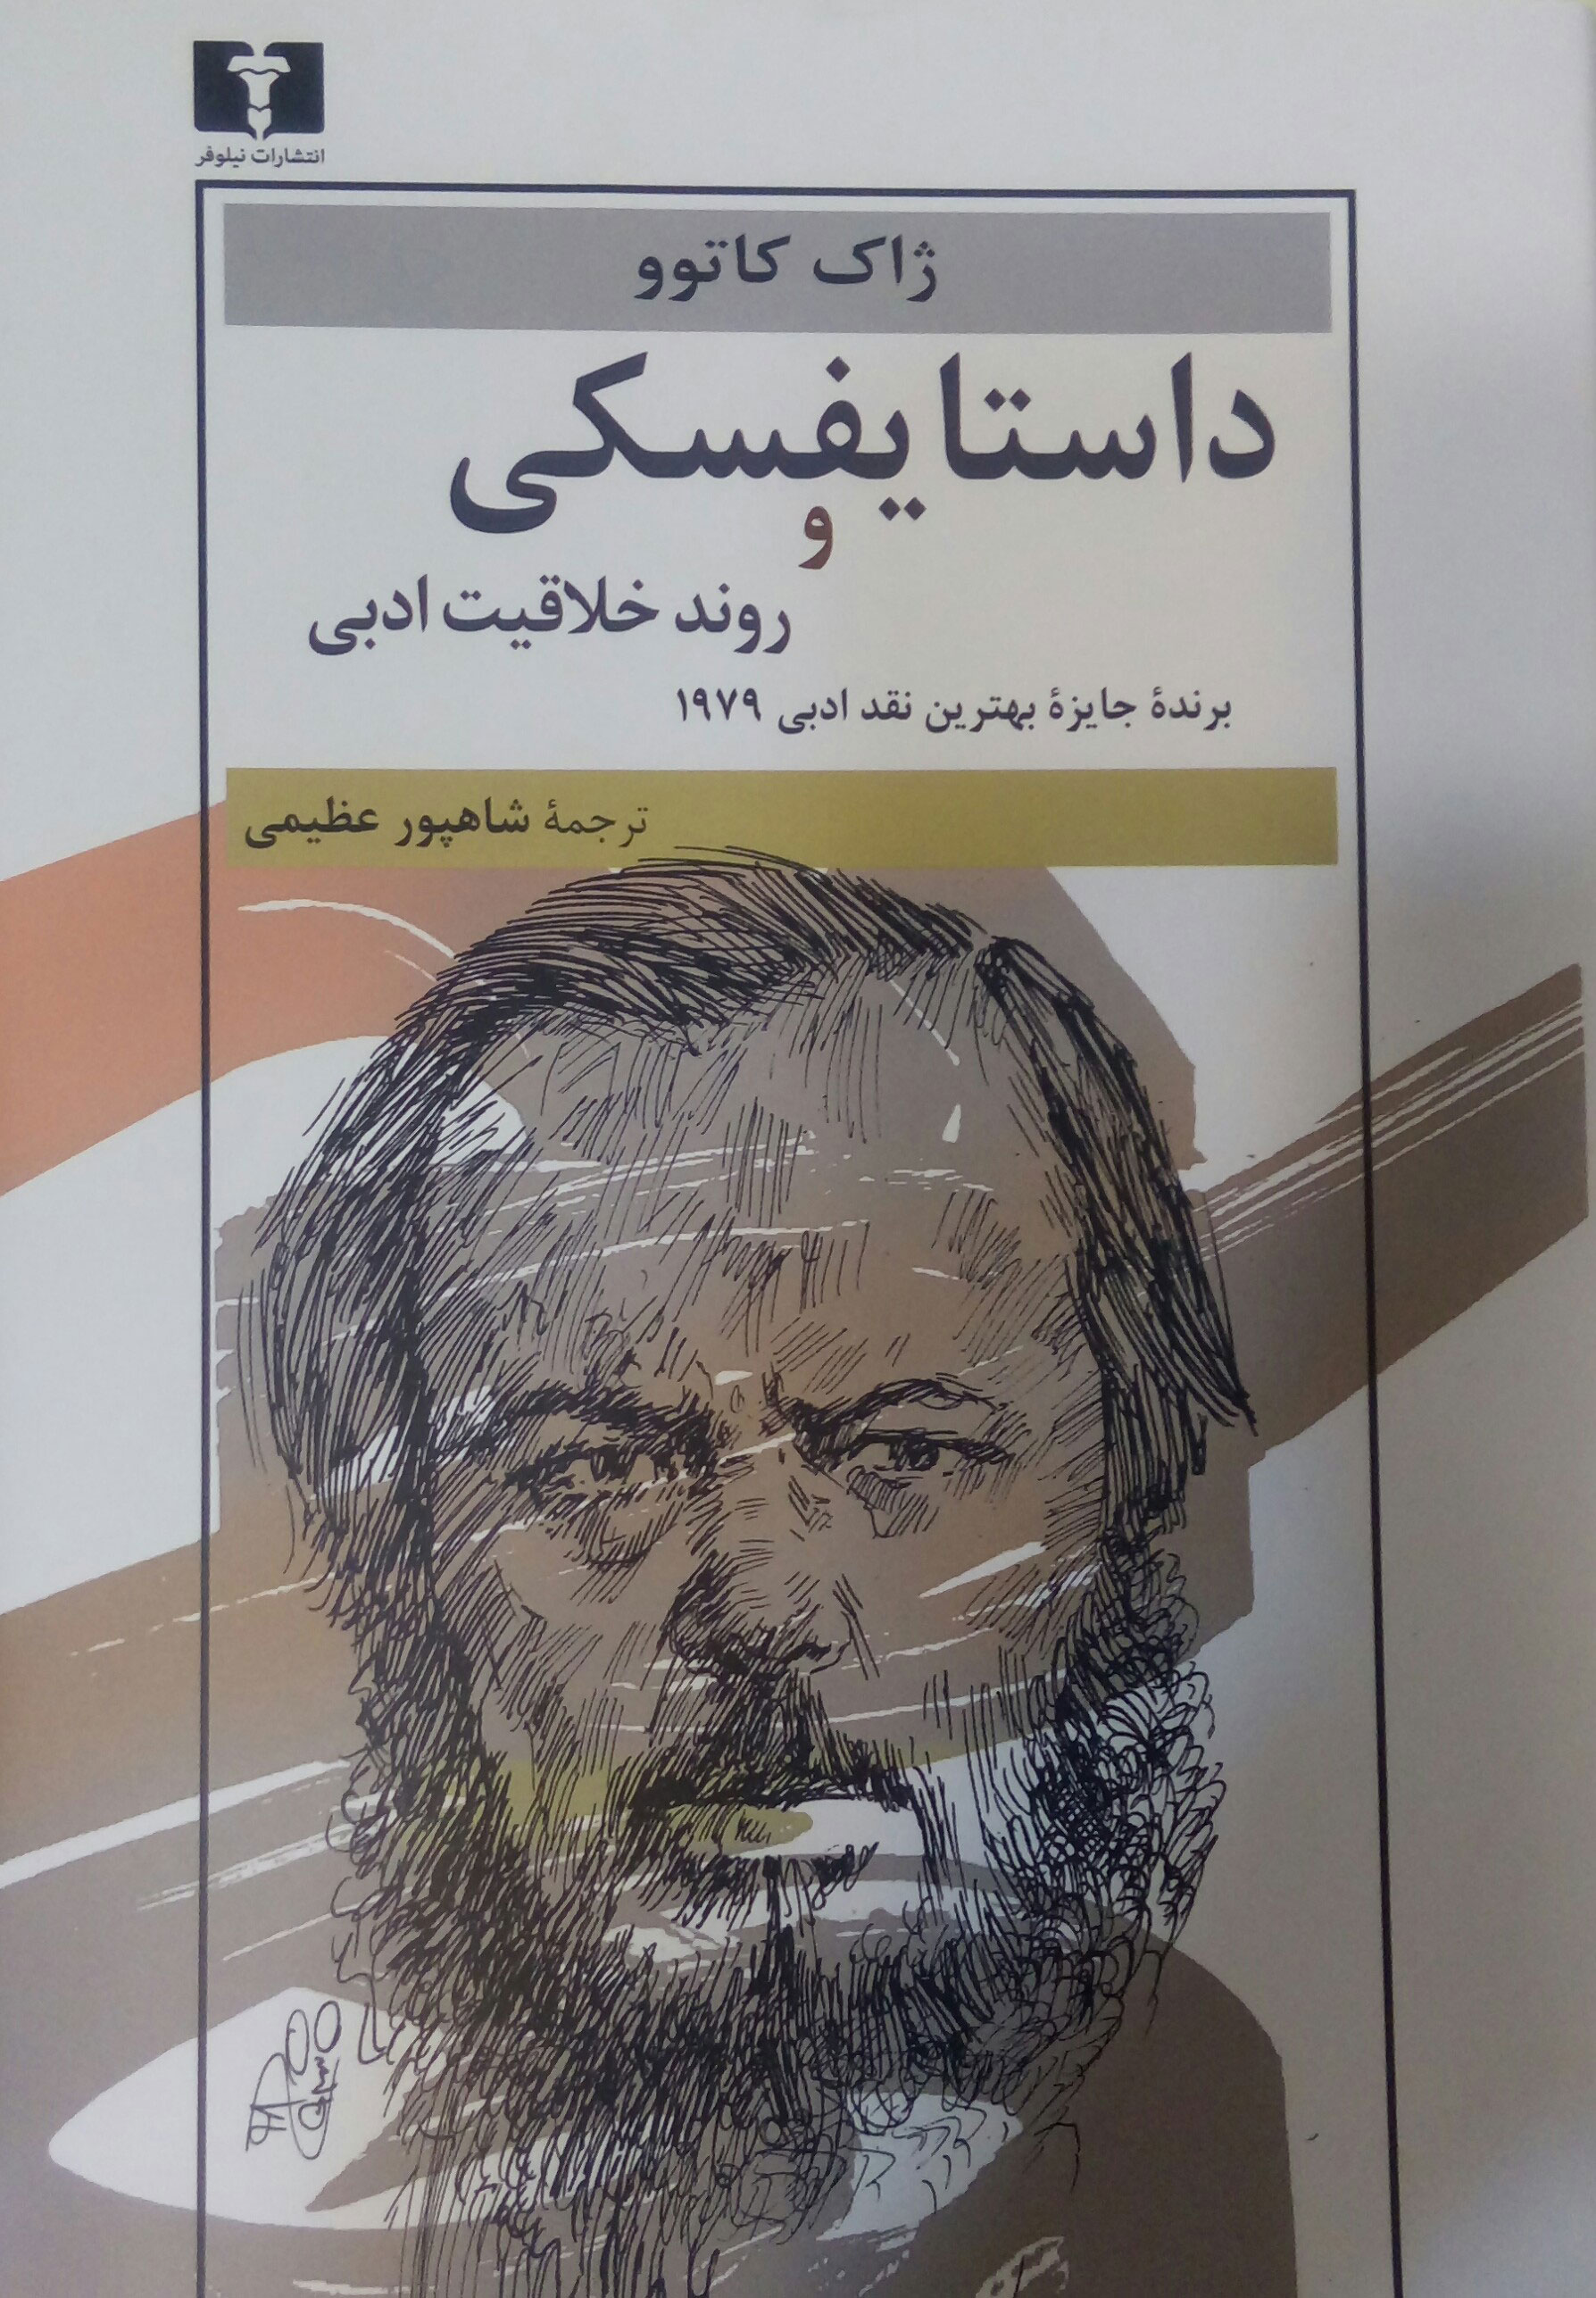 انتشارات نیلوفر
ژاک کاتوو
داستایفسکی
و
روند خلاقیت ادبی
برندهٔ جایزهٔ بهترین نقد ادبی ۱۹۷۹
ترجمهٔ شاهپور عظیمی